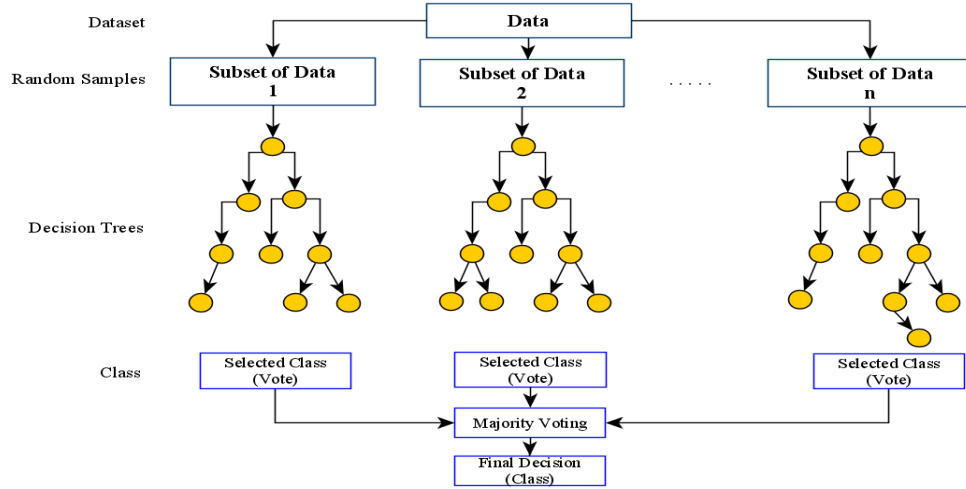 Dataset
Data
Random Samples
Subset of Data
1
Subset of Data
2
. . . . .
Subset of Data
n
Decision Trees
Class
Selected Class
(Vote)
Selected Class
(Vote)
Selected Class
(Vote)
Majority Voting
Final Decision
(Class)